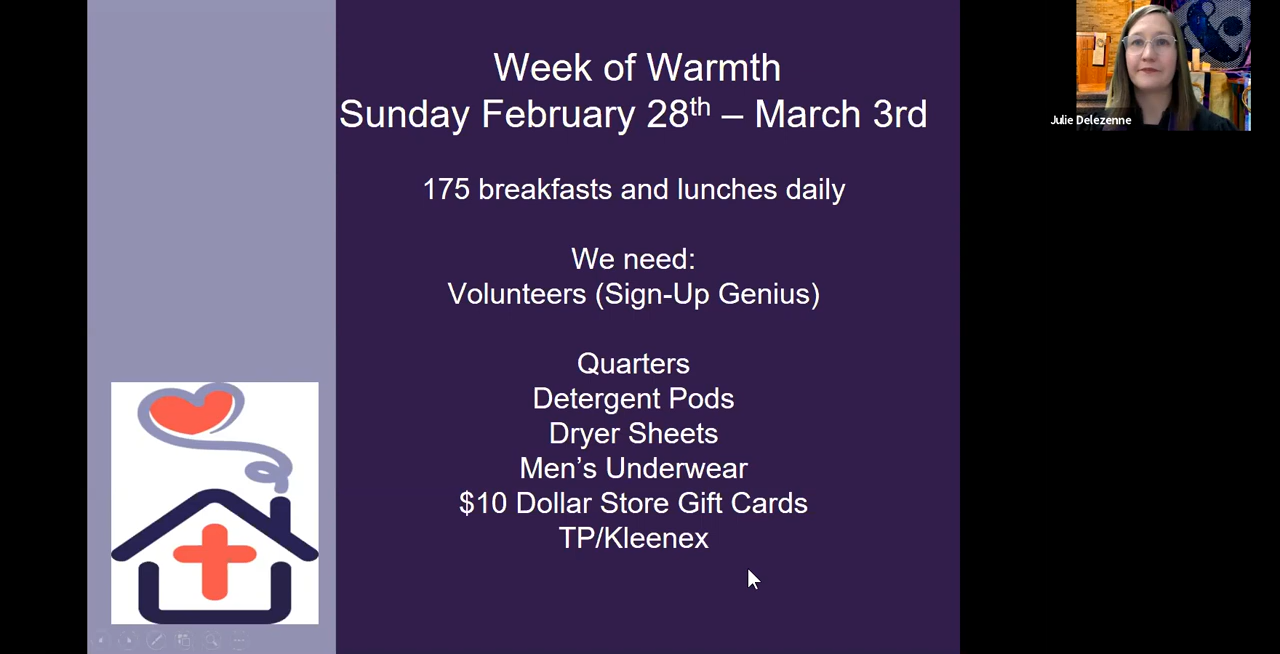 Week of Warmth
Sunday February 28th – March 3rd
175 breakfasts and lunches daily
We need:
Volunteers (Sign-Up Genius)
Quarters
Detergent Pods
Dryer Sheets
Men’s Underwear
$10 Dollar Store Gift Cards
TP/Kleenex
Julie Delezenne